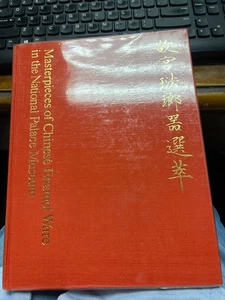 故宮琺瑯器選萃
Masterpieces of Chinese Enamel Ware
in the National Palace Museum